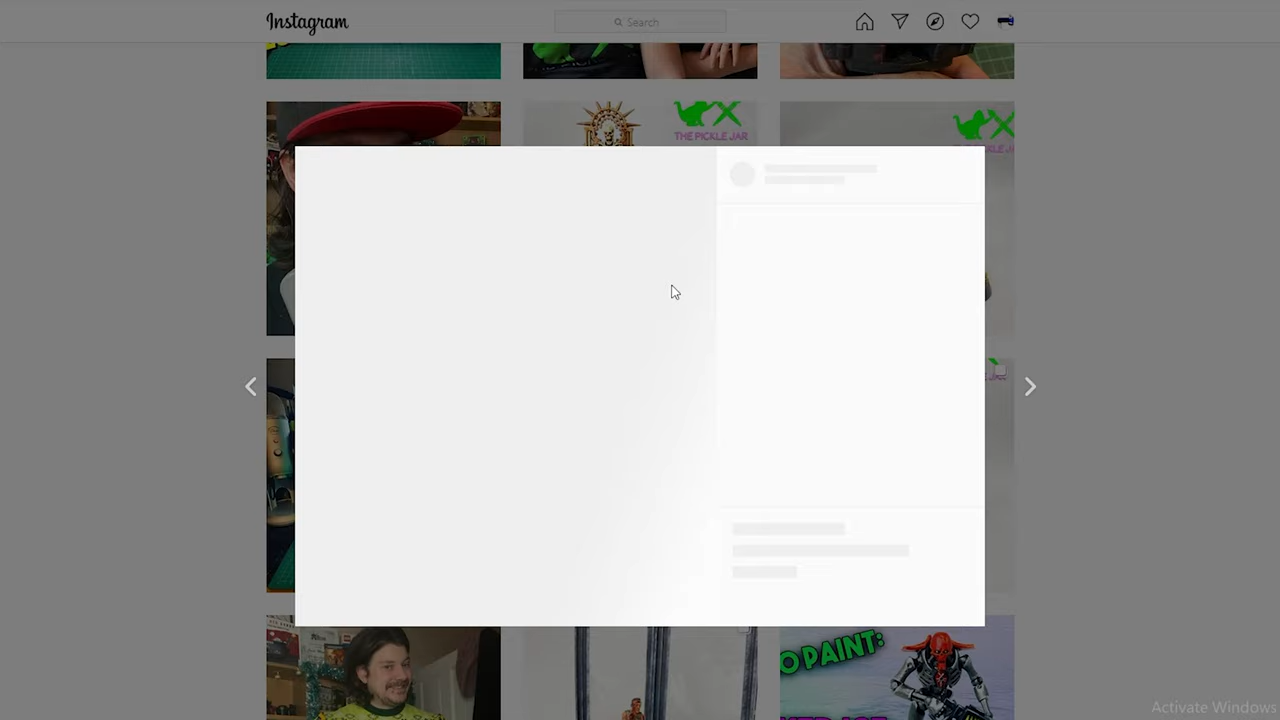 Instagram
Search
THE PICKLE JAR
O PAINT:
Activate Windows